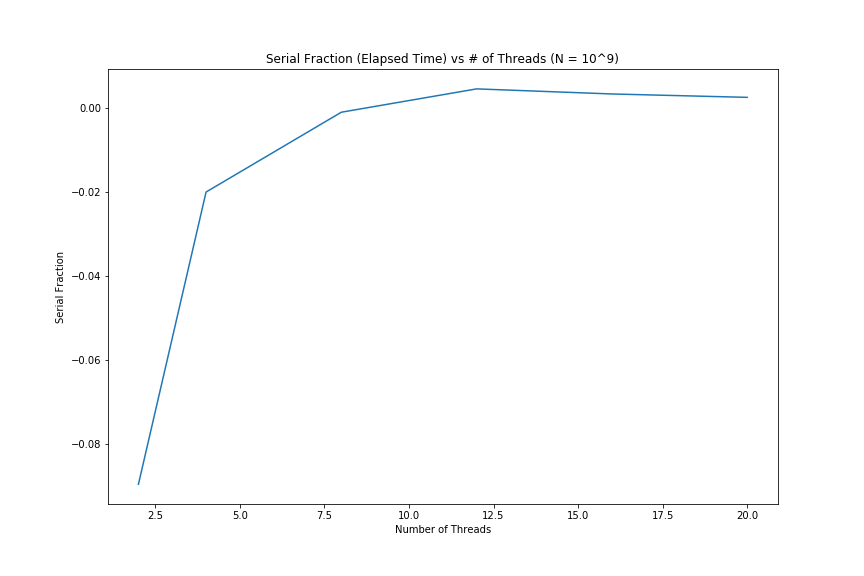 Serial Fraction (Elapsed Time) vs # of Threads (N = 10^9)
0.00
−0.02
−0.04
−0.06
−0.08
Serial Fraction
2.5 5.0 7.5 10.0 12.5 15.0 17.5 20.0
Number of Threads